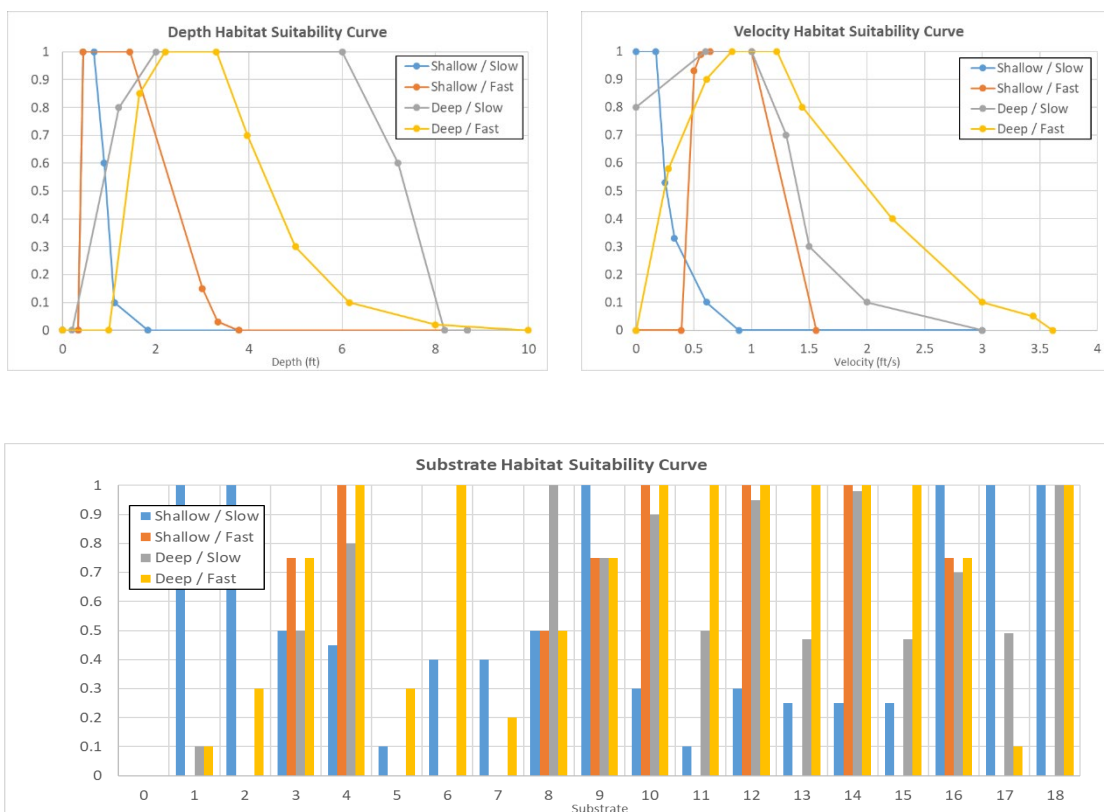 Depth Habitat Suitability Curve
1
0.9
0.8
0.7
0.6
0.5
0.4
0.3
0.2
0.1
0
0 2 4 6 8 10
Depth (ft)
Shallow / Slow
Shallow / Fast
Deep / Slow
Deep / Fast
Velocity Habitat Suitability Curve
1
0.9
0.8
0.7
0.6
0.5
0.4
0.3
0.2
0.1
0
0 0.5 1 1.5 2 2.5 3 3.5 4
Velocity (ft/s)
Shallow / Slow
Shallow / Fast
Deep / Slow
Deep / Fast
Substrate Habitat Suitability Curve
1
0.9
0.8
0.7
0.6
0.5
0.4
0.3
0.2
0.1
0
Shallow / Slow
Shallow / Fast
Deep / Slow
Deep / Fast
0 1 2 3 4 5 6 7 8 9 10 11 12 13 14 15 16 17 18
Substrate